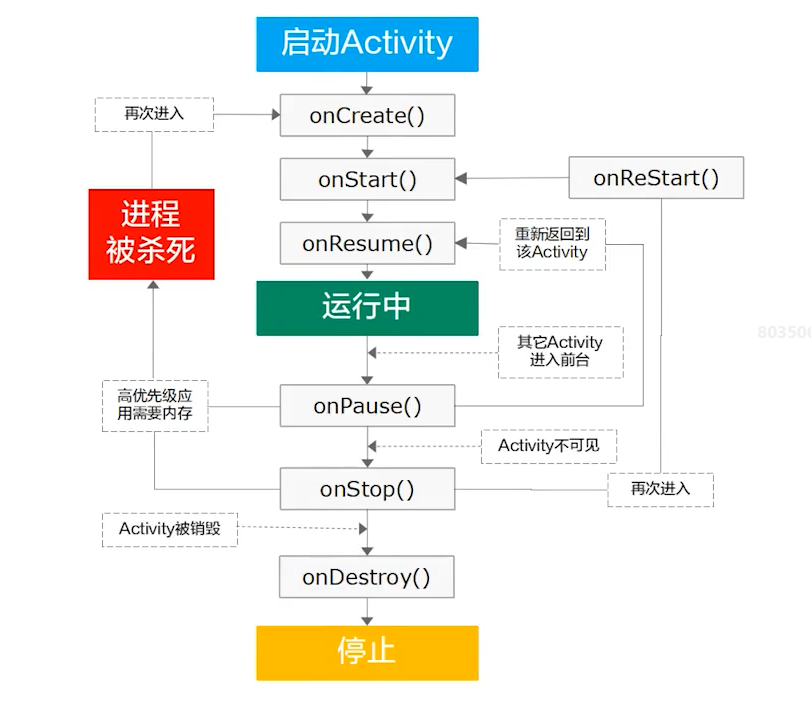 启动Activity
再次进入
onCreate()
onStart()
onReStart()
进程
被杀死
onResume()
重新返回到
该Activity
运行中
803500
其它Activity
进入前台
高优先级应
用需要内存
onPause()
Activity不可见
onStop()
再次进入
Activity被销毁
onDestroy()
停止